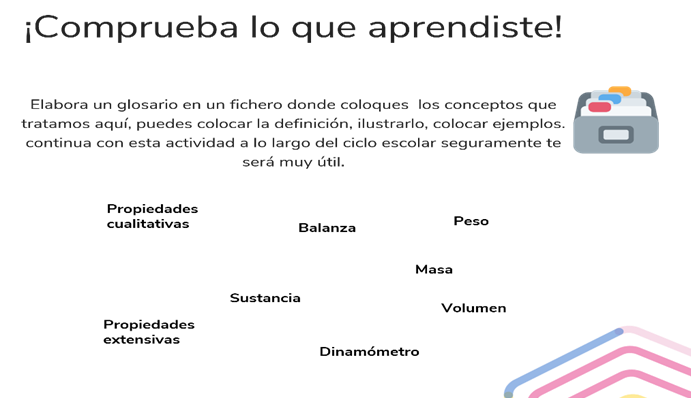 ¡Comprueba lo que aprendiste!
Elabora un glosario en un fichero donde coloques  los conceptos que
tratamos aquí, puedes colocar la definición, ilustrarlo, colocar ejemplos.
continua con esta actividad a lo largo del ciclo escolar seguramente te
será muy útil.
Propiedades
cualitativas
Balanza
Peso
Masa
Sustancia
Volumen
Propiedades
extensivas
Dinamómetro